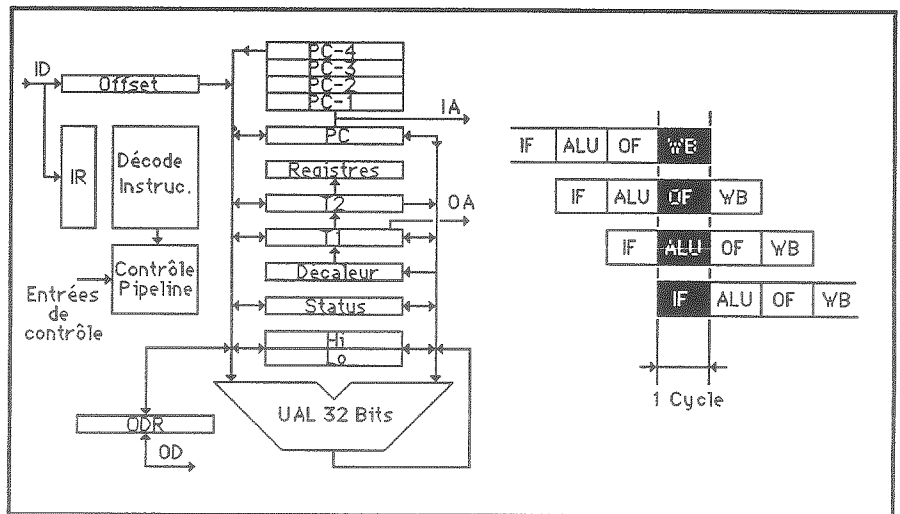 ID
Offset
IR
Décode
Instruc.
Contrôle
Pipeline
Entrées
de
contrôle
PC-4
PC-3
PC-2
PC-1
IA
PC
Registres
T2
OA
T1
Décaleur
Status
Hi
Lo
UAL 32 Bits
ODR
OD
IF ALU OF WB
IF ALU OF WB
IF ALU OF WB
IF ALU OF WB
1 Cycle